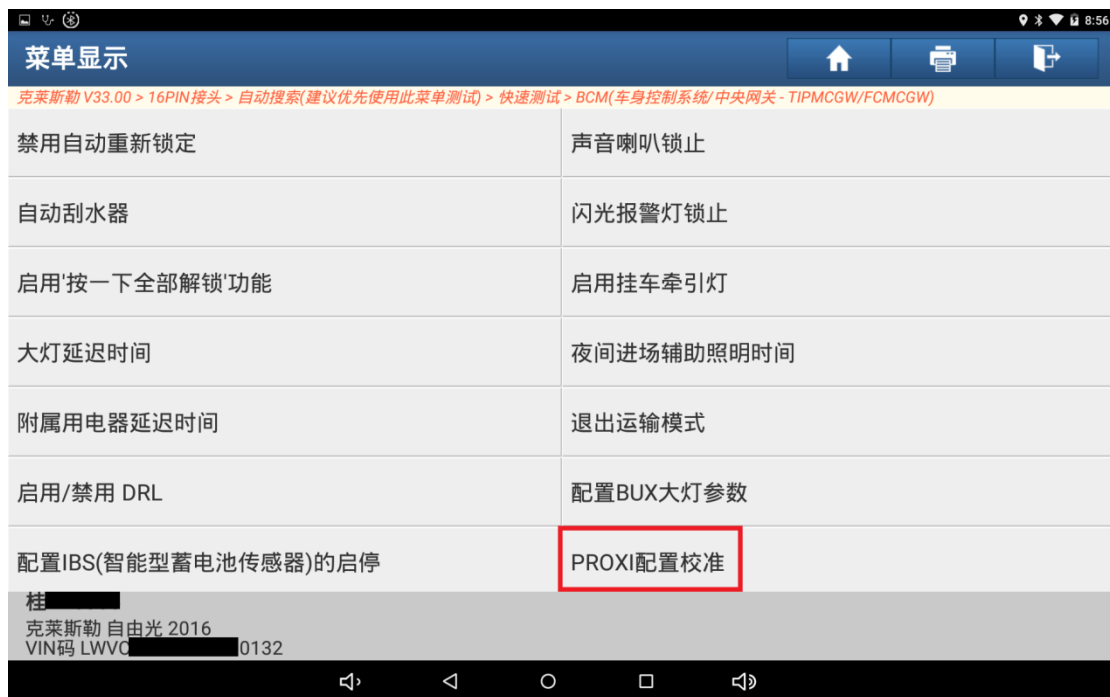 8:56
菜单显示
克莱斯勒 V33.00 > 16PIN接头 > 自动搜索(建议优先使用此菜单测试) > 快速测试 > BCM(车身控制系统/中央网关 - TIPMCGW/FCMCGW)
禁用自动重新锁定
声音喇叭锁止
自动刮水器
闪光报警灯锁止
启用'按一下全部解锁'功能
启用挂车牵引灯
大灯延迟时间
夜间进场辅助照明时间
附属用电器延迟时间
退出运输模式
启用/禁用 DRL
配置BUX大灯参数
配置IBS(智能型蓄电池传感器)的启停
PROXI配置校准
桂
克莱斯勒 自由光 2016
VIN码 LWVC 0132